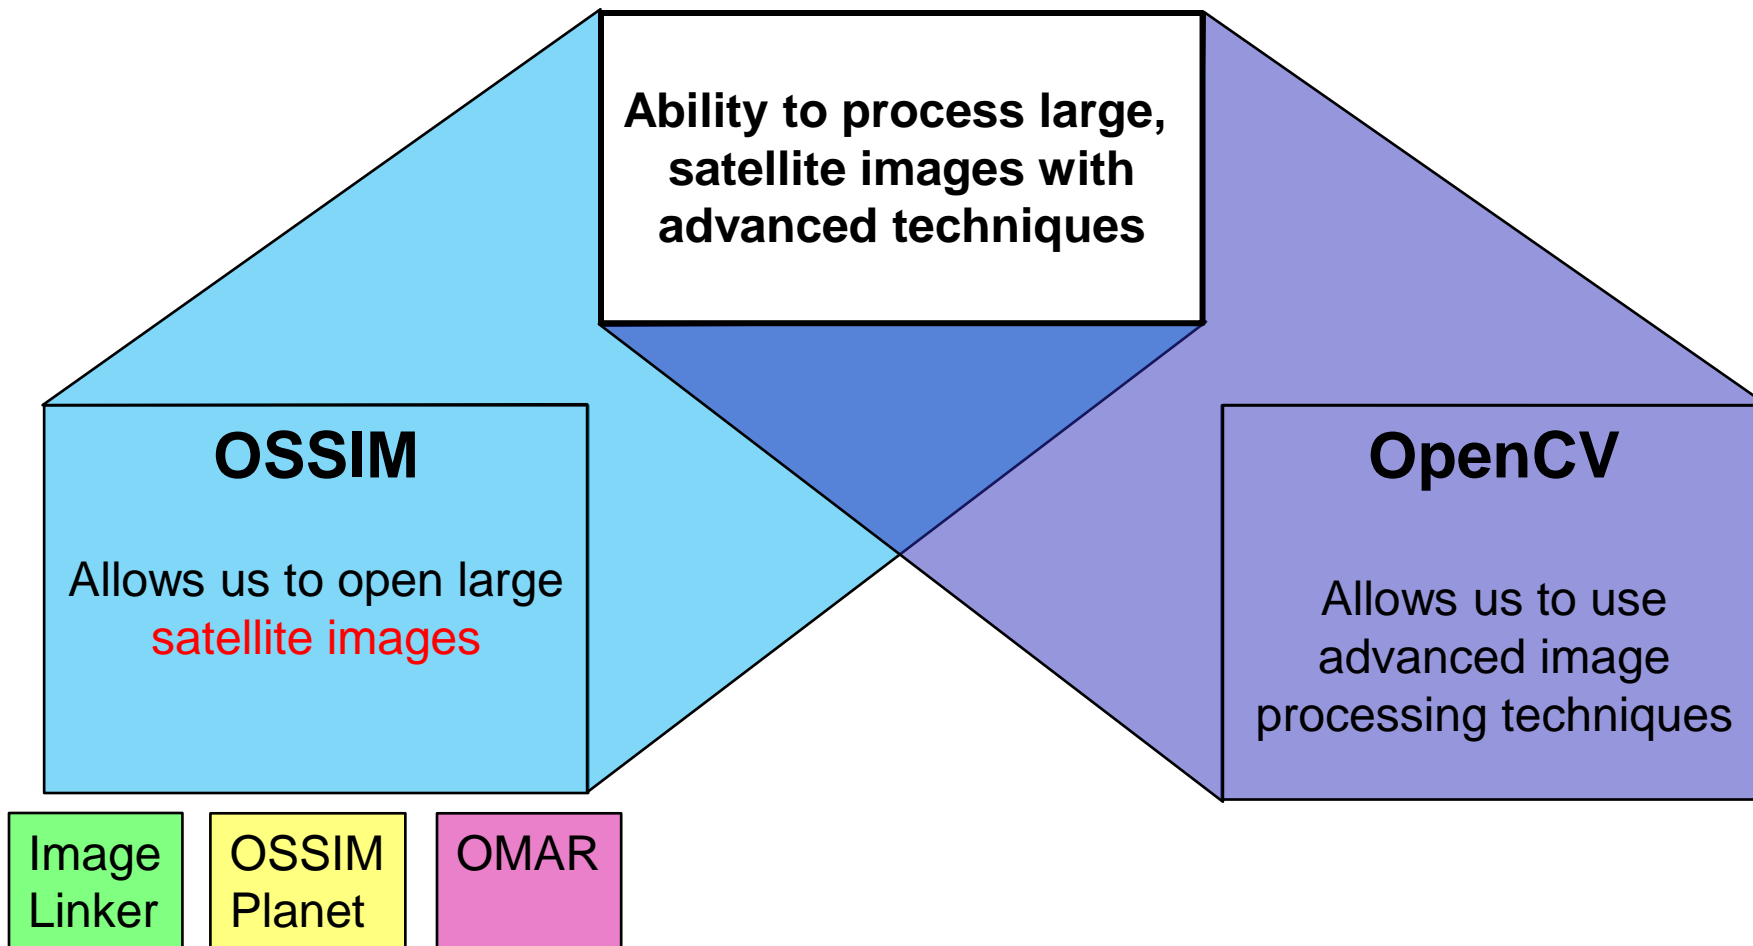 Ability to process large,
satellite images with
advanced techniques
OSSIM
Allows us to open large
satellite images
OpenCV
Allows us to use
advanced image
processing techniques
Image
Linker
OSSIM
Planet
OMAR